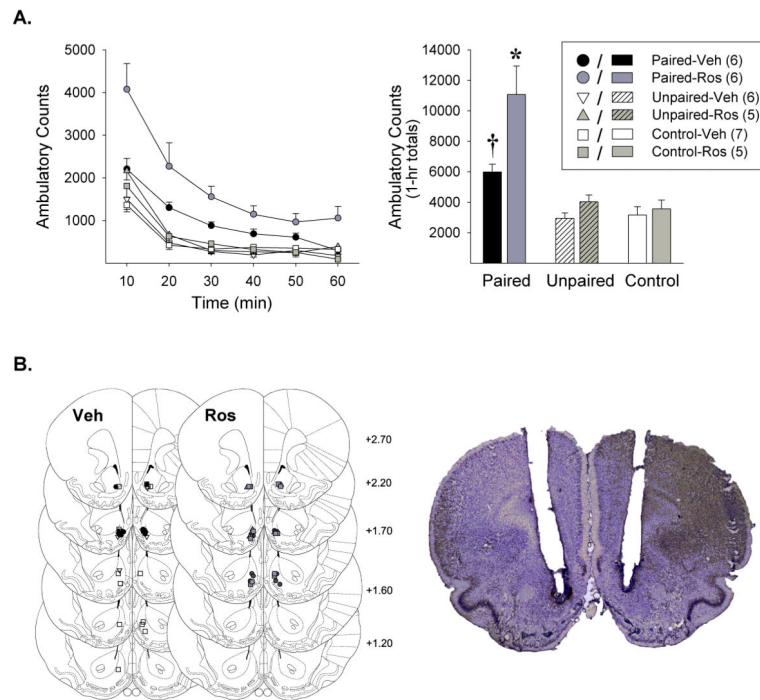 A.
Ambulatory Counts
5000
4000
3000
2000
1000
10 20 30 40 50 60
Time (min)
Ambulatory Counts
(1-hr totals)
14000
12000
10000
8000
6000
4000
2000
†
*
Paired Unpaired Control
/ Paired-Veh (6)
/ Paired-Ros (6)
/ Unpaired-Veh (6)
/ Unpaired-Ros (5)
/ Control-Veh (7)
/ Control-Ros (5)
B.
Veh
Ros
+2.70
+2.20
+1.70
+1.60
+1.20